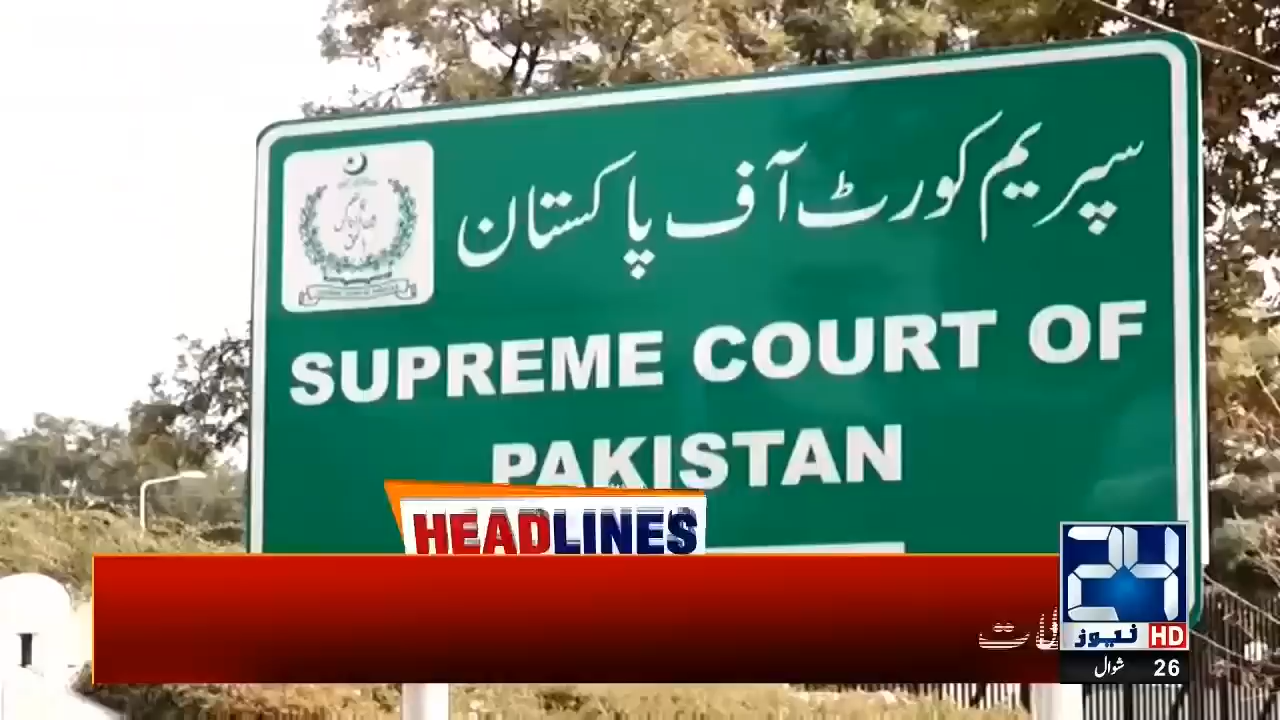 سپریم کورٹ آف پاکستان
SUPREME COURT OF
PAKISTAN
HEADLINES
24
نیوز HD
26 شوال